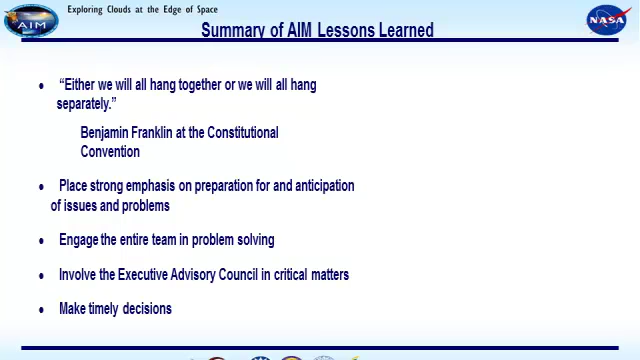 Exploring Clouds at the Edge of Space
AIM
NASA
Summary of AIM Lessons Learned
• “Either we will all hang together or we will all hang
separately.”
Benjamin Franklin at the Constitutional
Convention
• Place strong emphasis on preparation for and anticipation
of issues and problems
• Engage the entire team in problem solving
• Involve the Executive Advisory Council in critical matters
• Make timely decisions